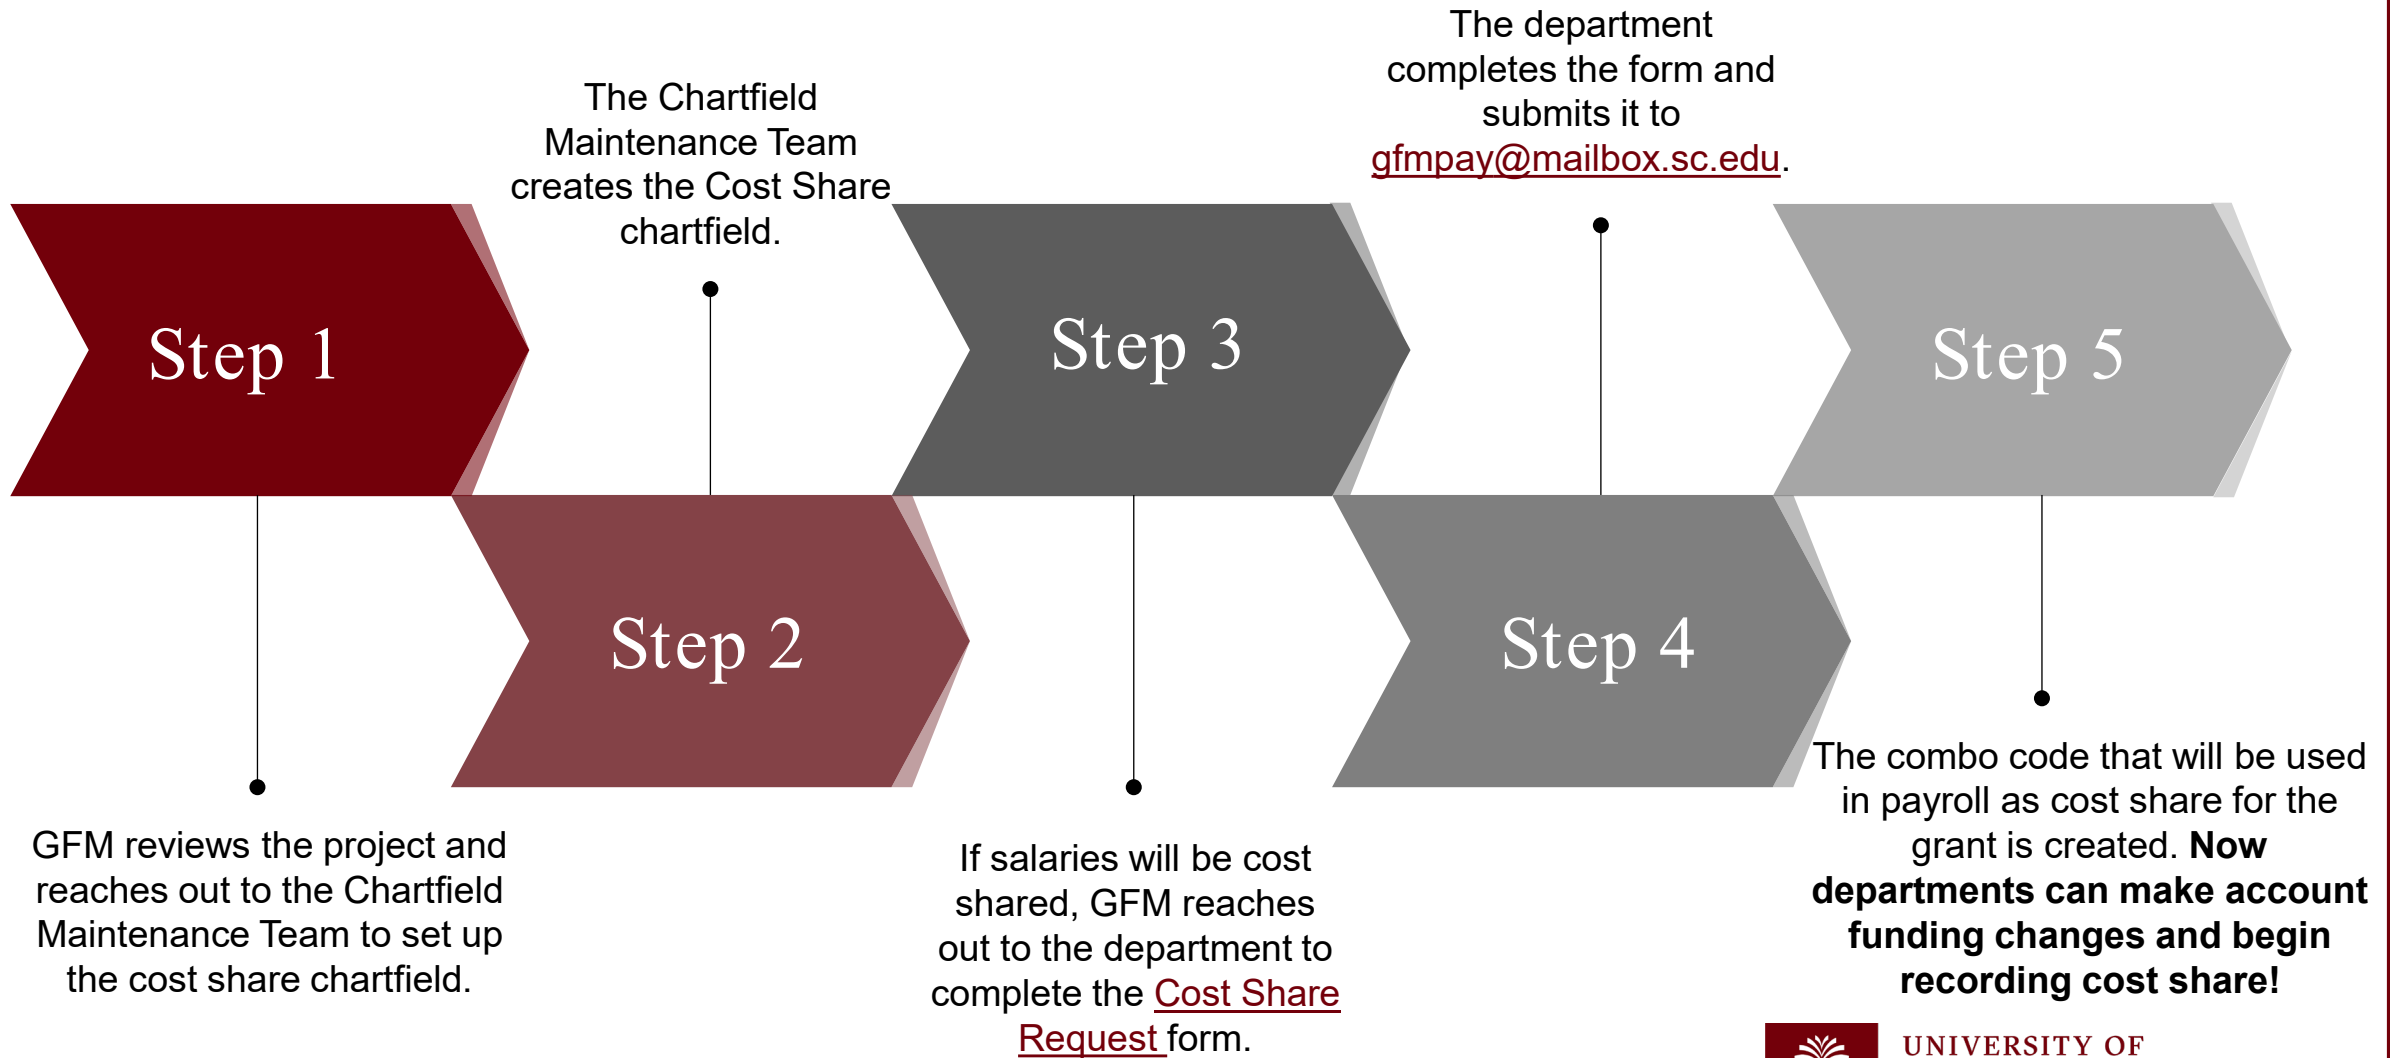 Step 1
GFM reviews the project and
reaches out to the Chartfield
Maintenance Team to set up
the cost share chartfield.
The Chartfield
Maintenance Team
creates the Cost Share
chartfield.
Step 2
Step 3
If salaries will be cost
shared, GFM reaches
out to the department to
complete the Cost Share
Request form.
The department
completes the form and
submits it to
gfmpay@mailbox.sc.edu.
Step 4
Step 5
The combo code that will be used
in payroll as cost share for the
grant is created. Now
departments can make account
funding changes and begin
recording cost share!
UNIVERSITY OF